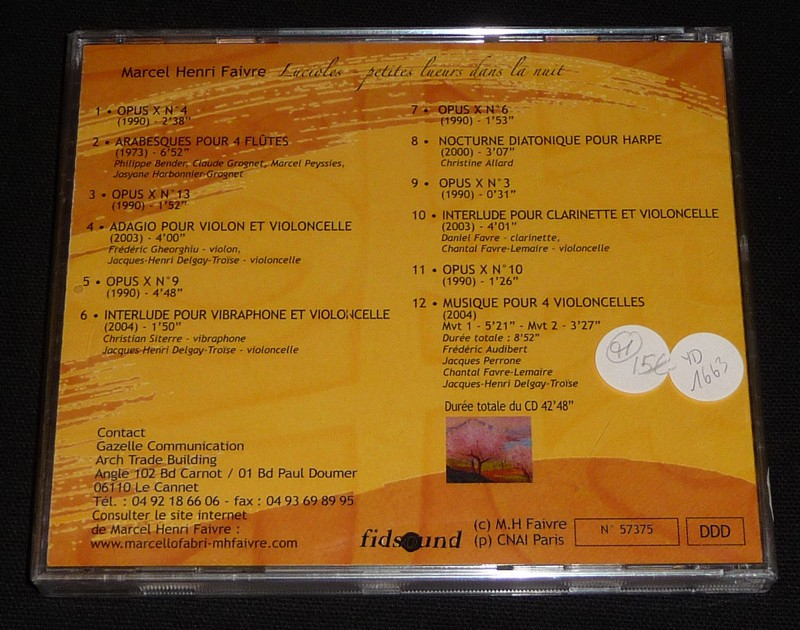 Marcel Henri Faivre Lucioles petites lueurs dans la nuit
1 • OPUS X N°4
(1990) - 2'38"
2 • ARABESQUES POUR 4 FLÛTES
(1973) - 6'52"
Philippe Bender, Claude Grognet, Marcel Peyssies,
Josyane Harbonnier-Grognet
3 • OPUS X N°13
(1990) - 1'52"
4 • ADAGIO POUR VIOLON ET VIOLONCELLE
(2003) - 4'00"
Frédéric Gheorghiu - violon,
Jacques-Henri Delgay-Troïse - violoncelle
5 • OPUS X N°9
(1990) - 4'48"
6 • INTERLUDE POUR VIBRAPHONE ET VIOLONCELLE
(2004) - 1'50"
Christian Siterre - vibraphone
Jacques-Henri Delgay-Troïse - violoncelle
7 • OPUS X N°6
(1990) - 1'53"
8 • NOCTURNE DIATONIQUE POUR HARPE
(2000) - 3'07"
Christine Allard
9 • OPUS X N°3
(1990) - 0'31"
10 • INTERLUDE POUR CLARINETTE ET VIOLONCELLE
(2003) - 4'01"
Daniel Favre - clarinette,
Chantal Favre-Lemaire - violoncelle
11 • OPUS X N°10
(1990) - 1'26"
12 • MUSIQUE POUR 4 VIOLONCELLES
(2004)
Mvt 1 - 5'21" - Mvt 2 - 3'27"
Durée totale : 8'52"
Frédéric Audibert
Jacques Perrone
Chantal Favre-Lemaire
Jacques-Henri Delgay-Troïse
Durée totale du CD 42'48"
15€
YD
1663
Contact
Gazelle Communication
Arch Trade Building
Angle 102 Bd Carnot / 01 Bd Paul Doumer
06110 Le Cannet
Tél. : 04 92 18 66 06 - fax : 04 93 69 89 95
Consulter le site internet
de Marcel Henri Faivre :
www.marcellofabri-mhfaivre.com
fidsound
(c) M.H Faivre
(p) CNAI Paris
N° 57375
DDD